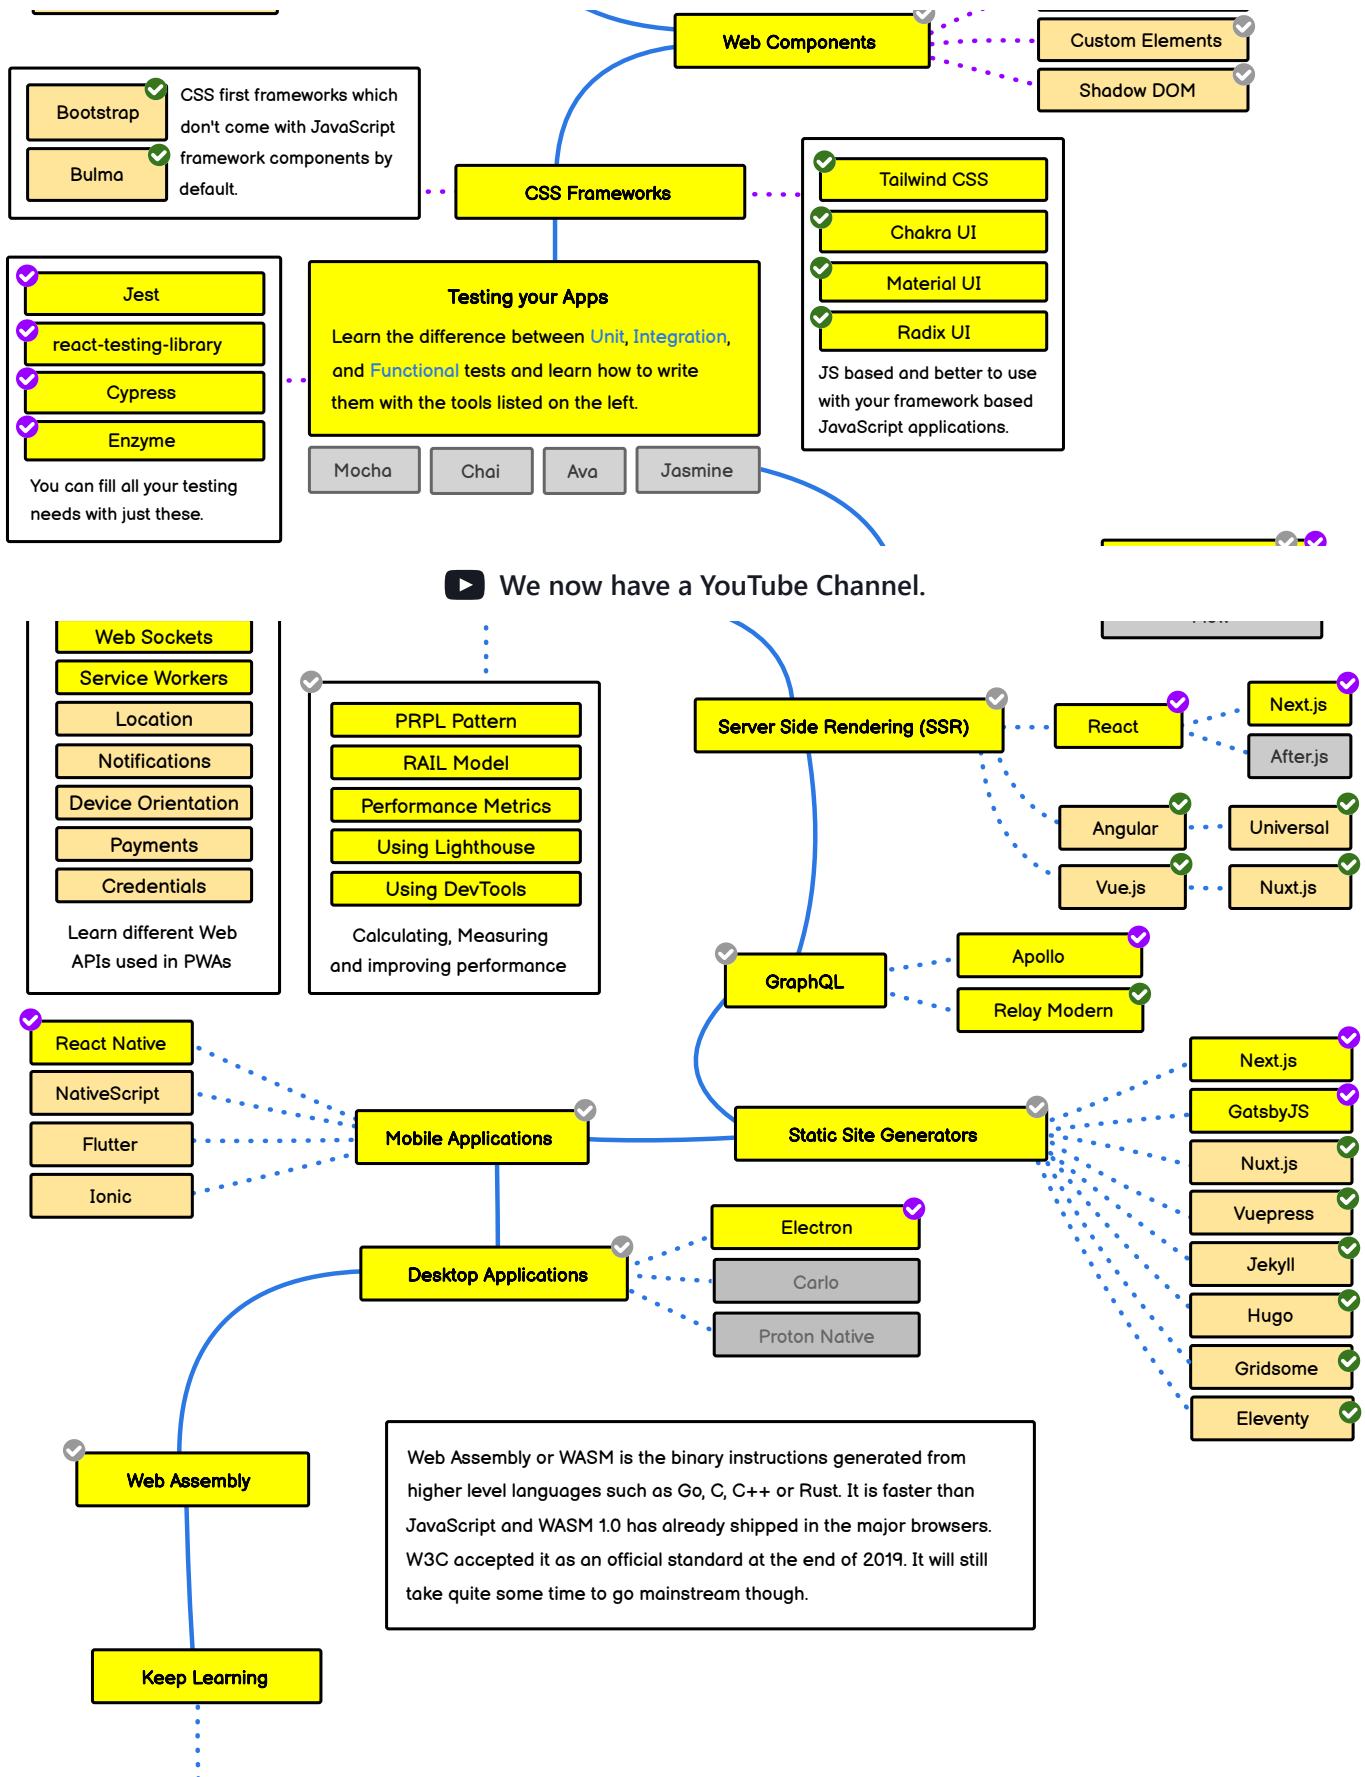 Web Components
Custom Elements
Shadow DOM
Bootstrap
Bulma
CSS first frameworks which
don't come with JavaScript
framework components by
default.
CSS Frameworks
Tailwind CSS
Chakra UI
Material UI
Radix UI
JS based and better to use
with your framework based
JavaScript applications.
Jest
react-testing-library
Cypress
Enzyme
You can fill all your testing
needs with just these.
Testing your Apps
Learn the difference between Unit, Integration,
and Functional tests and learn how to write
them with the tools listed on the left.
Mocha
Chai
Ava
Jasmine
We now have a YouTube Channel.
Web Sockets
Service Workers
Location
Notifications
Device Orientation
Payments
Credentials
Learn different Web
APIs used in PWAs
PRPL Pattern
RAIL Model
Performance Metrics
Using Lighthouse
Using DevTools
Calculating, Measuring
and improving performance
Server Side Rendering (SSR)
React
Next.js
After.js
Angular
Universal
Vue.js
Nuxt.js
GraphQL
Apollo
Relay Modern
React Native
NativeScript
Flutter
Ionic
Mobile Applications
Static Site Generators
Next.js
GatsbyJS
Nuxt.js
Vuepress
Jekyll
Hugo
Gridsome
Eleventy
Desktop Applications
Electron
Carlo
Proton Native
Web Assembly
Web Assembly or WASM is the binary instructions generated from
higher level languages such as Go, C, C++ or Rust. It is faster than
JavaScript and WASM 1.0 has already shipped in the major browsers.
W3C accepted it as an official standard at the end of 2019. It will still
take quite some time to go mainstream though.
Keep Learning